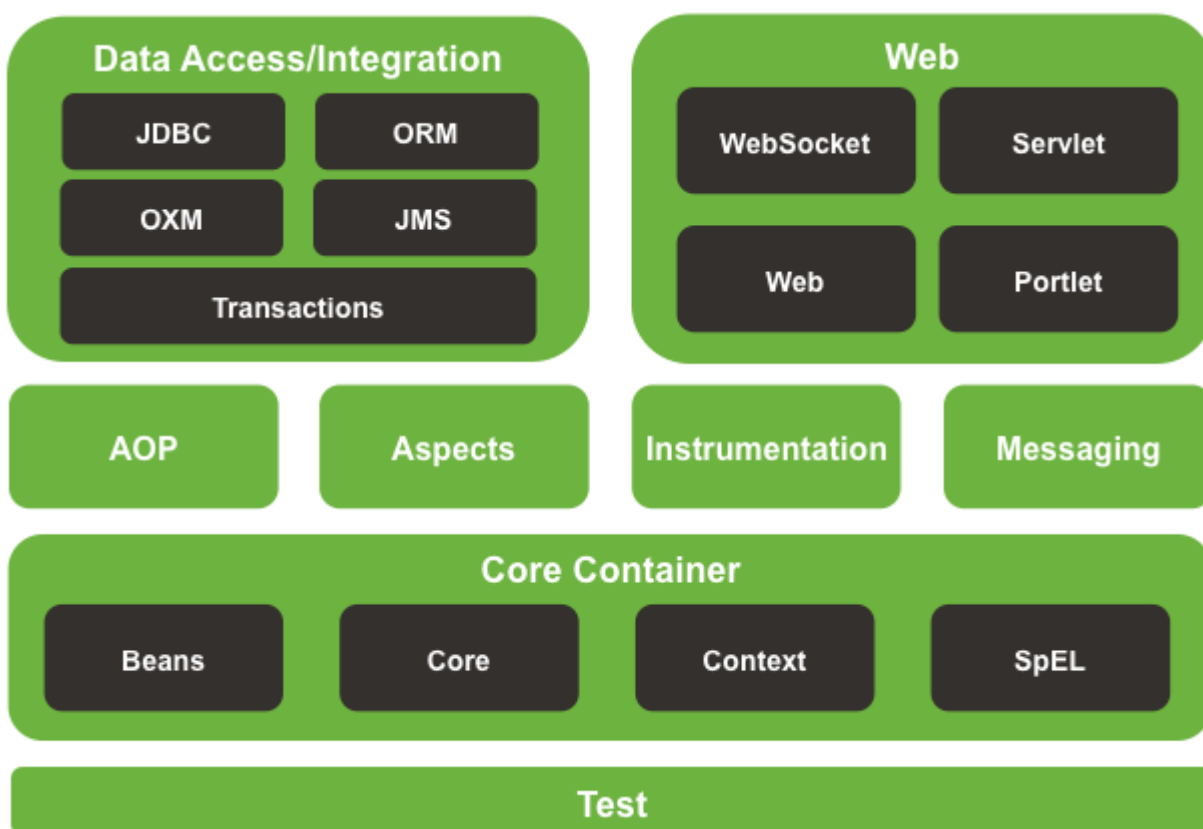 Data Access/Integration
JDBC
ORM
OXM
JMS
Transactions
Web
WebSocket
Servlet
Web
Portlet
AOP
Aspects
Instrumentation
Messaging
Core Container
Beans
Core
Context
SpEL
Test